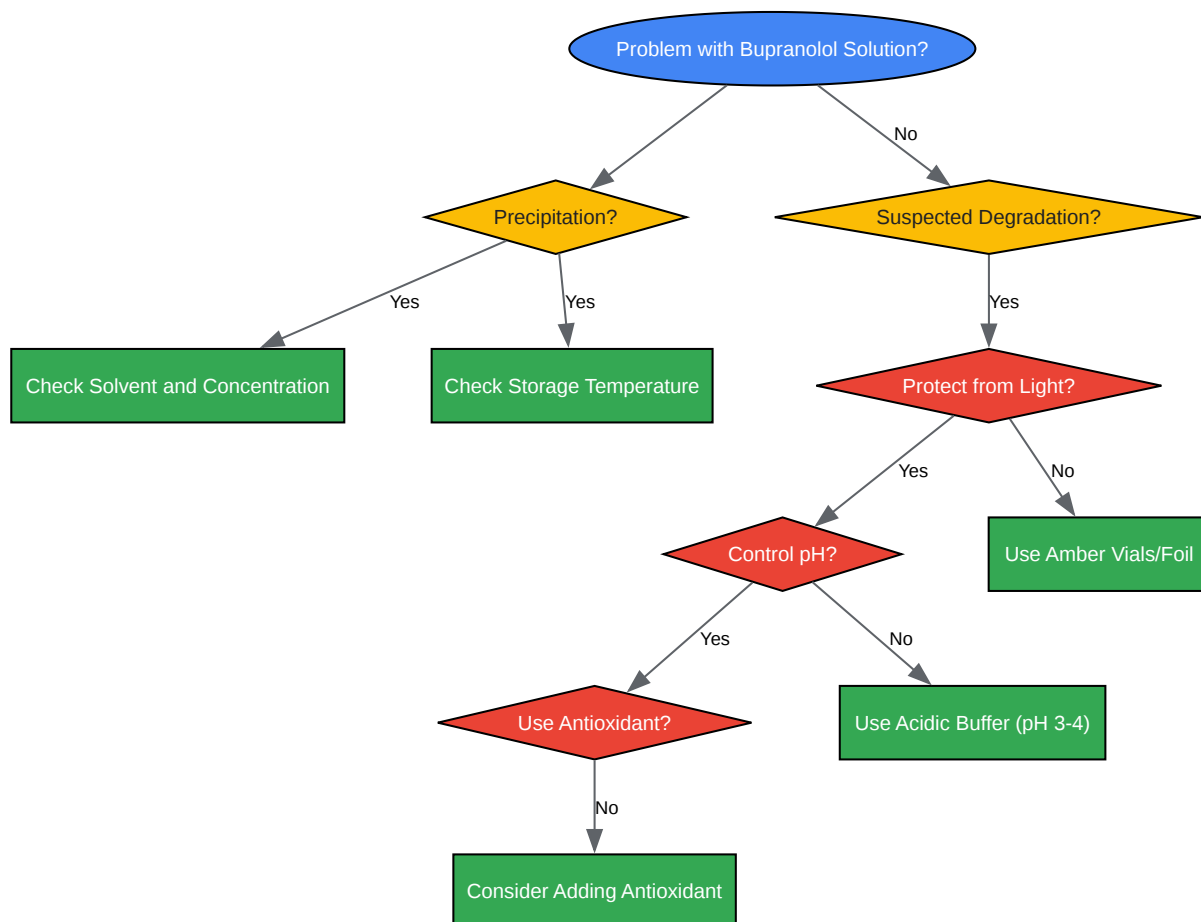 Problem with Bupranolol Solution?
No
Precipitation?
Suspected Degradation?
Yes
Yes
Yes
Check Solvent and Concentration
Check Storage Temperature
Protect from Light?
Yes
No
Control pH?
Use Amber Vials/Foil
Yes
No
Use Antioxidant?
Use Acidic Buffer (pH 3-4)
No
Consider Adding Antioxidant